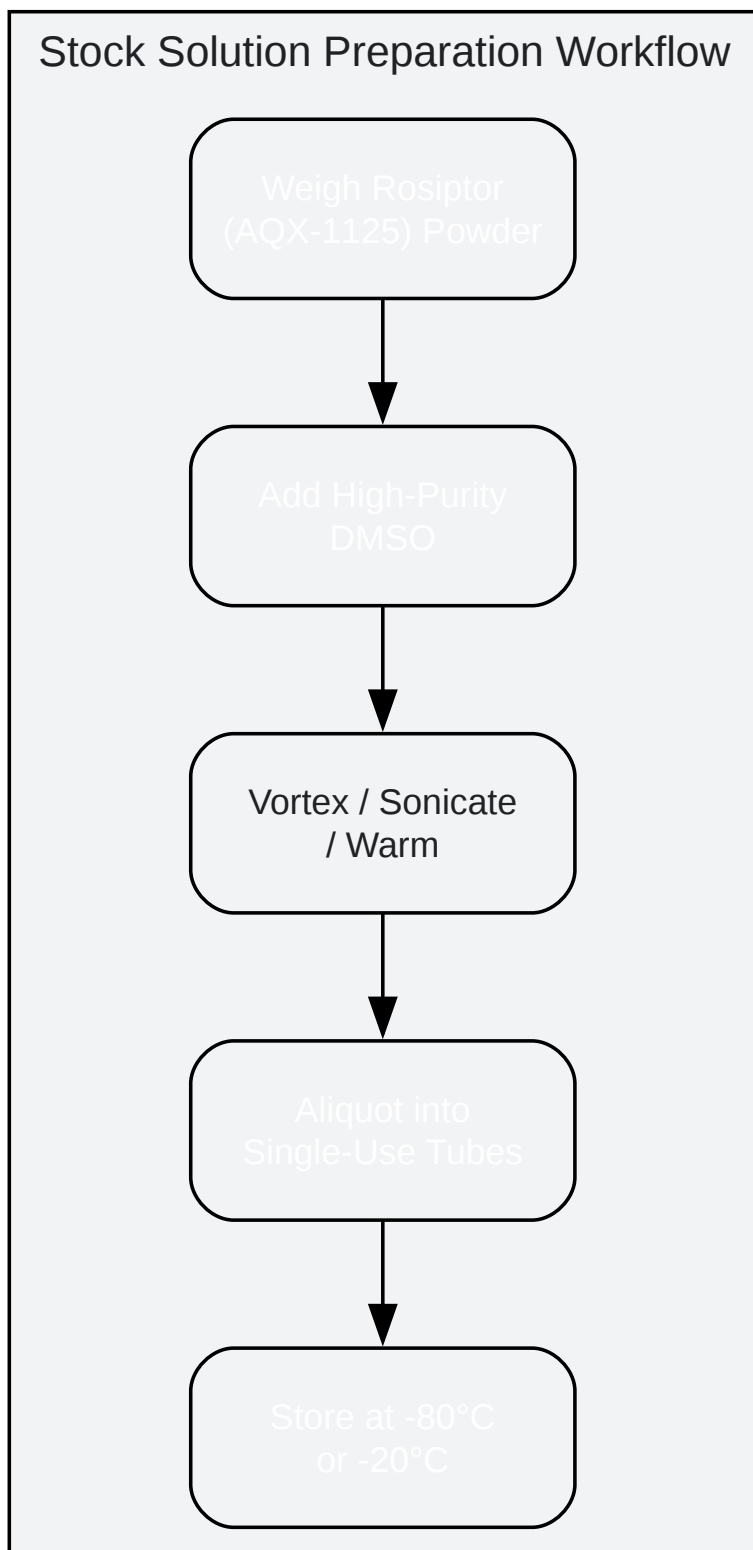 Stock Solution Preparation Workflow
Weigh Rosiptor
(AQX-1125) Powder
Add High-Purity
DMSO
Vortex / Sonicate
/ Warm
Aliquot into
Single-Use Tubes
Store at -80°C
or -20°C